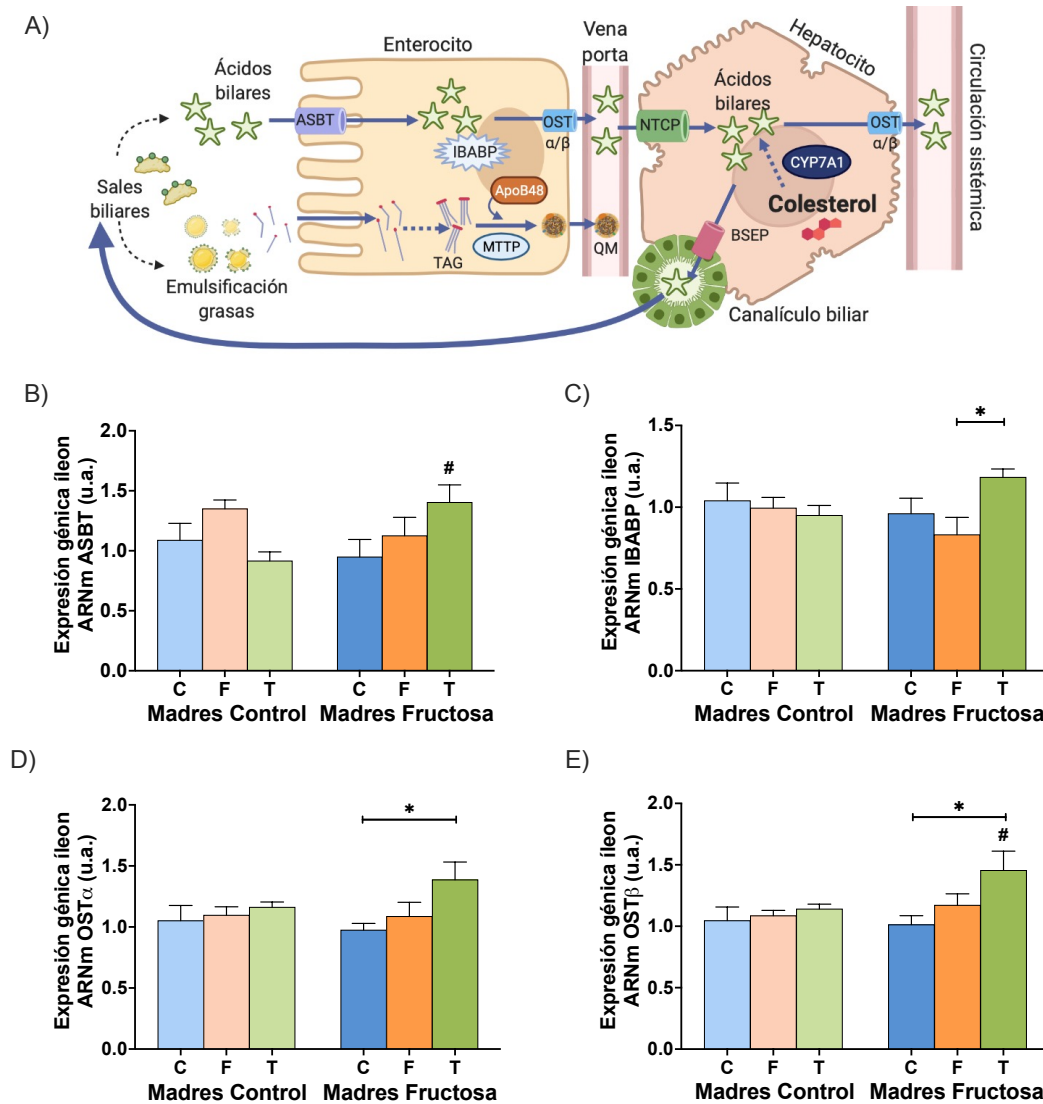 A)
Ácidos
bilares
Sales
biliares
Emulsificación
grasas
Enterocito
ASBT
IBABP
OST
α/β
ApoB48
MTTP
TAG
Vena
porta
QM
Hepatocito
NTCP
Ácidos
bilares
CYP7A1
Colesterol
BSEP
OST
α/β
Canalículo biliar
Circulación sistémica
B)
Expresión génica íleon
ARNm ASBT (u.a.)
2.0
1.5
1.0
0.5
0.0
#
C F T C F T
Madres Control Madres Fructosa
C)
Expresión génica íleon
ARNm IBABP (u.a.)
1.5
1.0
0.5
0.0
*
C F T C F T
Madres Control Madres Fructosa
D)
Expresión génica íleon
ARNm OSTα (u.a.)
2.0
1.5
1.0
0.5
0.0
*
C F T C F T
Madres Control Madres Fructosa
E)
Expresión génica íleon
ARNm OSTβ (u.a.)
2.0
1.5
1.0
0.5
0.0
*
#
C F T C F T
Madres Control Madres Fructosa